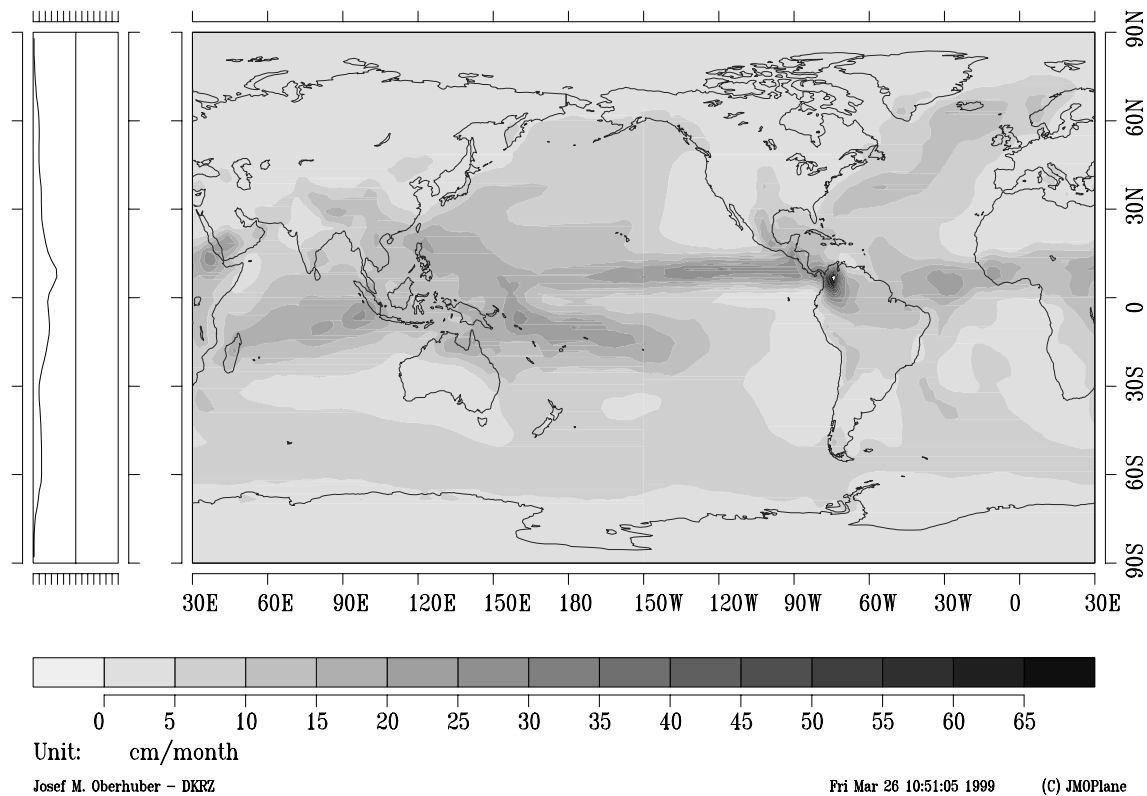 90N
60N
30N
0
30S
60S
90S
30E 60E 90E 120E 150E 180 150W 120W 90W 60W 30W 0 30E
0 5 10 15 20 25 30 35 40 45 50 55 60 65
Unit: cm/month
Josef M. Oberhuber – DKRZ Fri Mar 26 10:51:05 1999 (C) JMOPlane